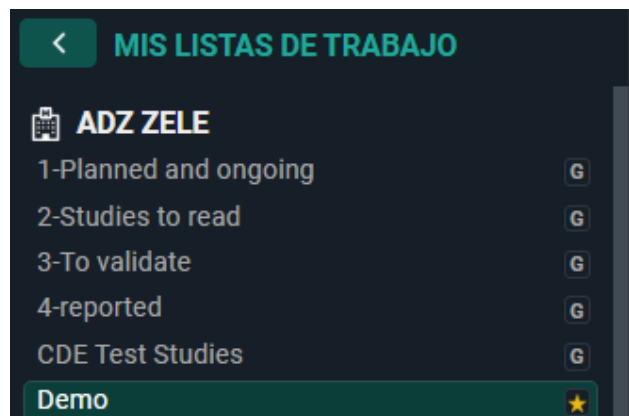 MIS LISTAS DE TRABAJO
ADZ ZELE
1-Planned and ongoing G
2-Studies to read G
3-To validate G
4-reported G
CDE Test Studies G
Demo